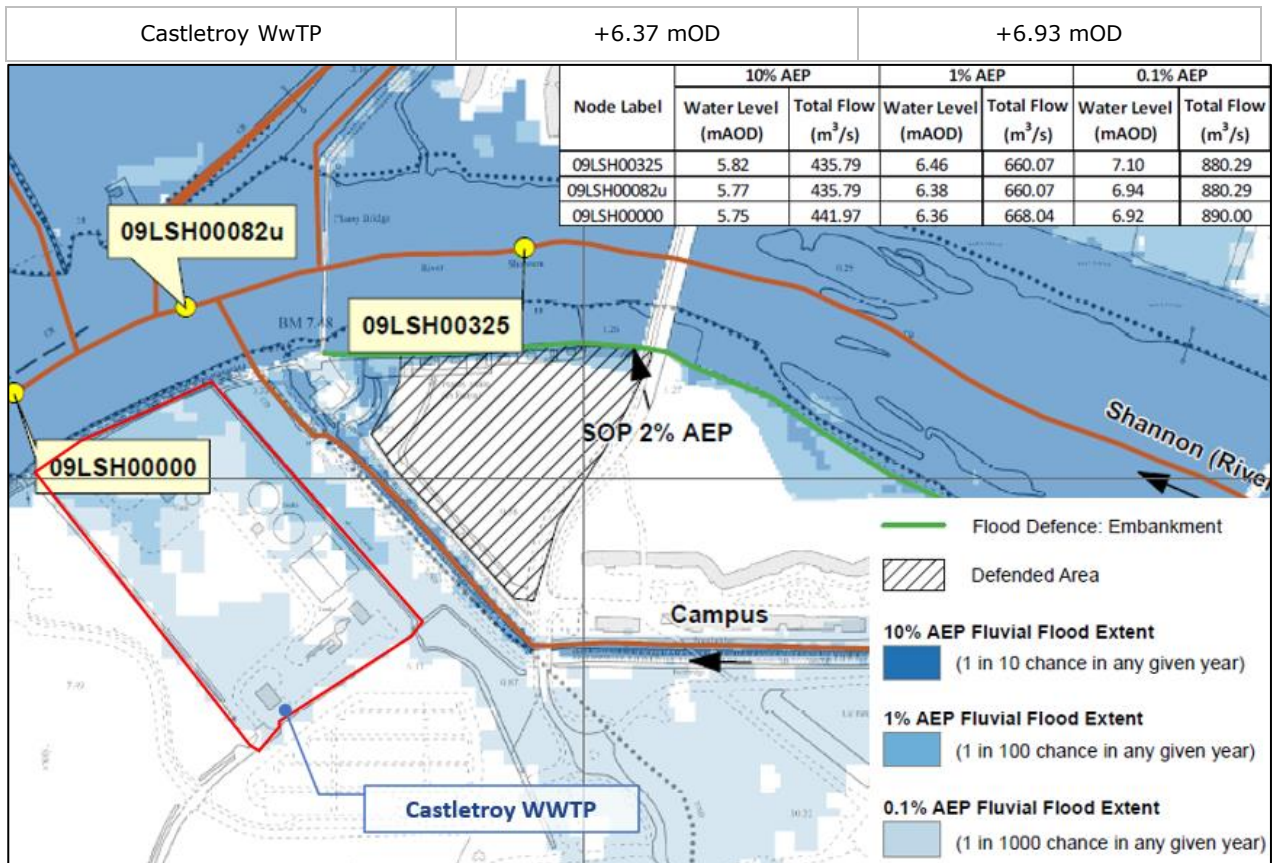 Castletroy WwTP +6.37 mOD +6.93 mOD
10% AEP 1% AEP 0.1% AEP
Node Label Water Level (mAOD) Total Flow (m³/s) Water Level (mAOD) Total Flow (m³/s) Water Level (mAOD) Total Flow (m³/s)
09LSH00325 5.82 435.79 6.46 660.07 7.10 880.29
09LSH00082u 5.77 435.79 6.38 660.07 6.94 880.29
09LSH00000 5.75 441.97 6.36 668.04 6.92 890.00
09LSH00082u
River
Shannon
BM 7.48
09LSH00325
SOP 2% AEP
Shannon (River
09LSH00000
Campus
Castletroy WWTP
Flood Defence: Embankment
Defended Area
10% AEP Fluvial Flood Extent
(1 in 10 chance in any given year)
1% AEP Fluvial Flood Extent
(1 in 100 chance in any given year)
0.1% AEP Fluvial Flood Extent
(1 in 1000 chance in any given year)